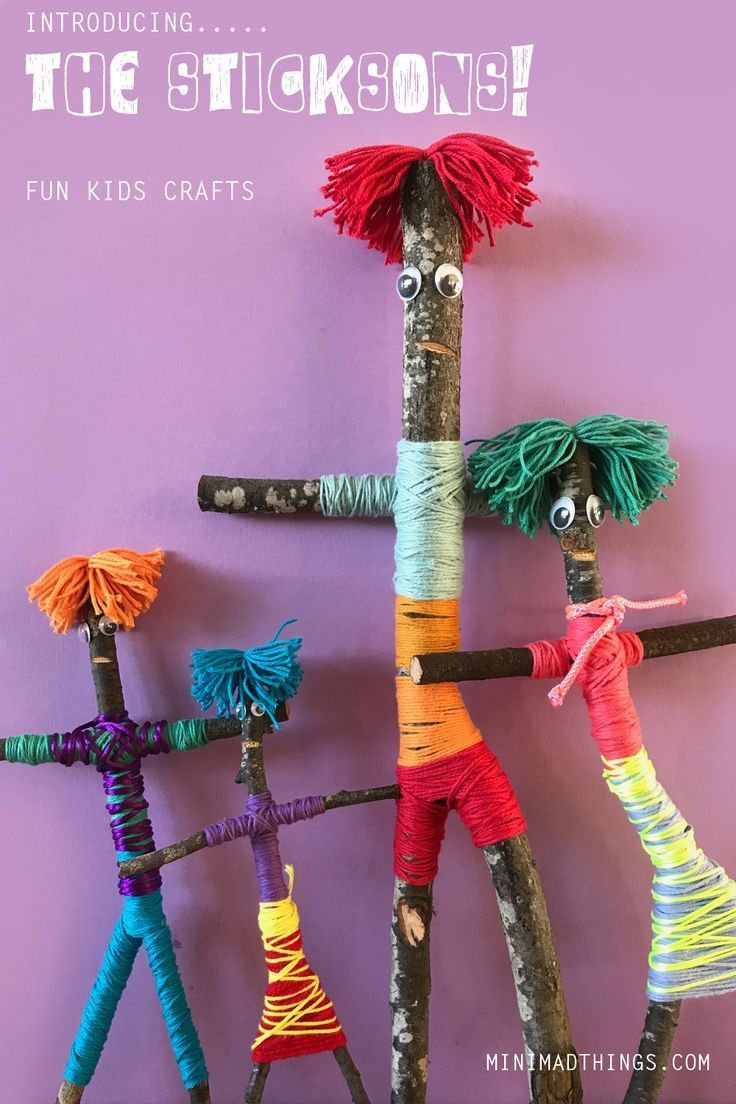 INTRODUCING.....
THE STICKSONS!
FUN KIDS CRAFTS
MINIMADTHINGS.COM